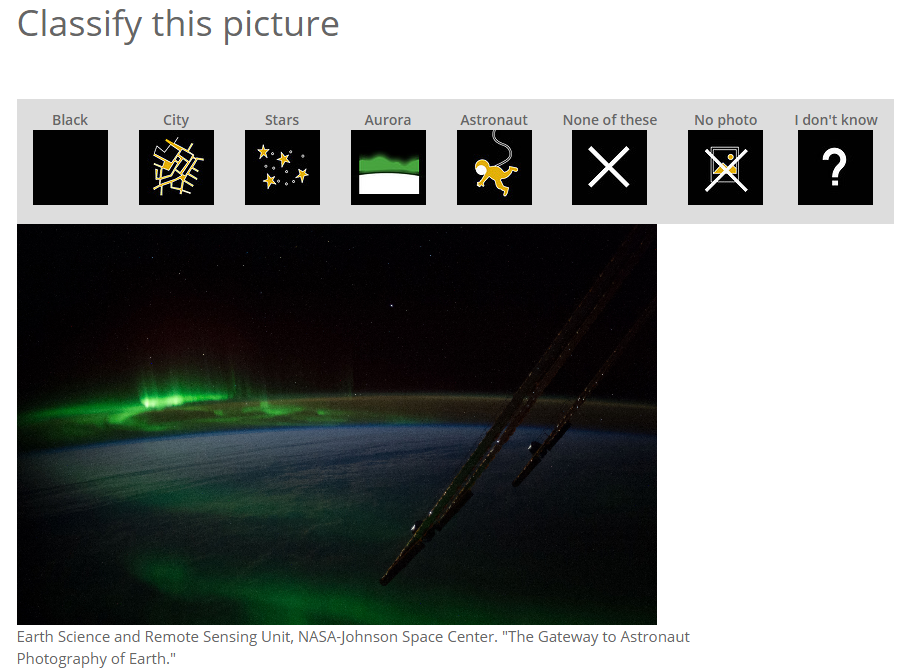 Classify this picture
Black City Stars Aurora Astronaut None of these No photo I don't know
?
Earth Science and Remote Sensing Unit, NASA-Johnson Space Center. "The Gateway to Astronaut
Photography of Earth."